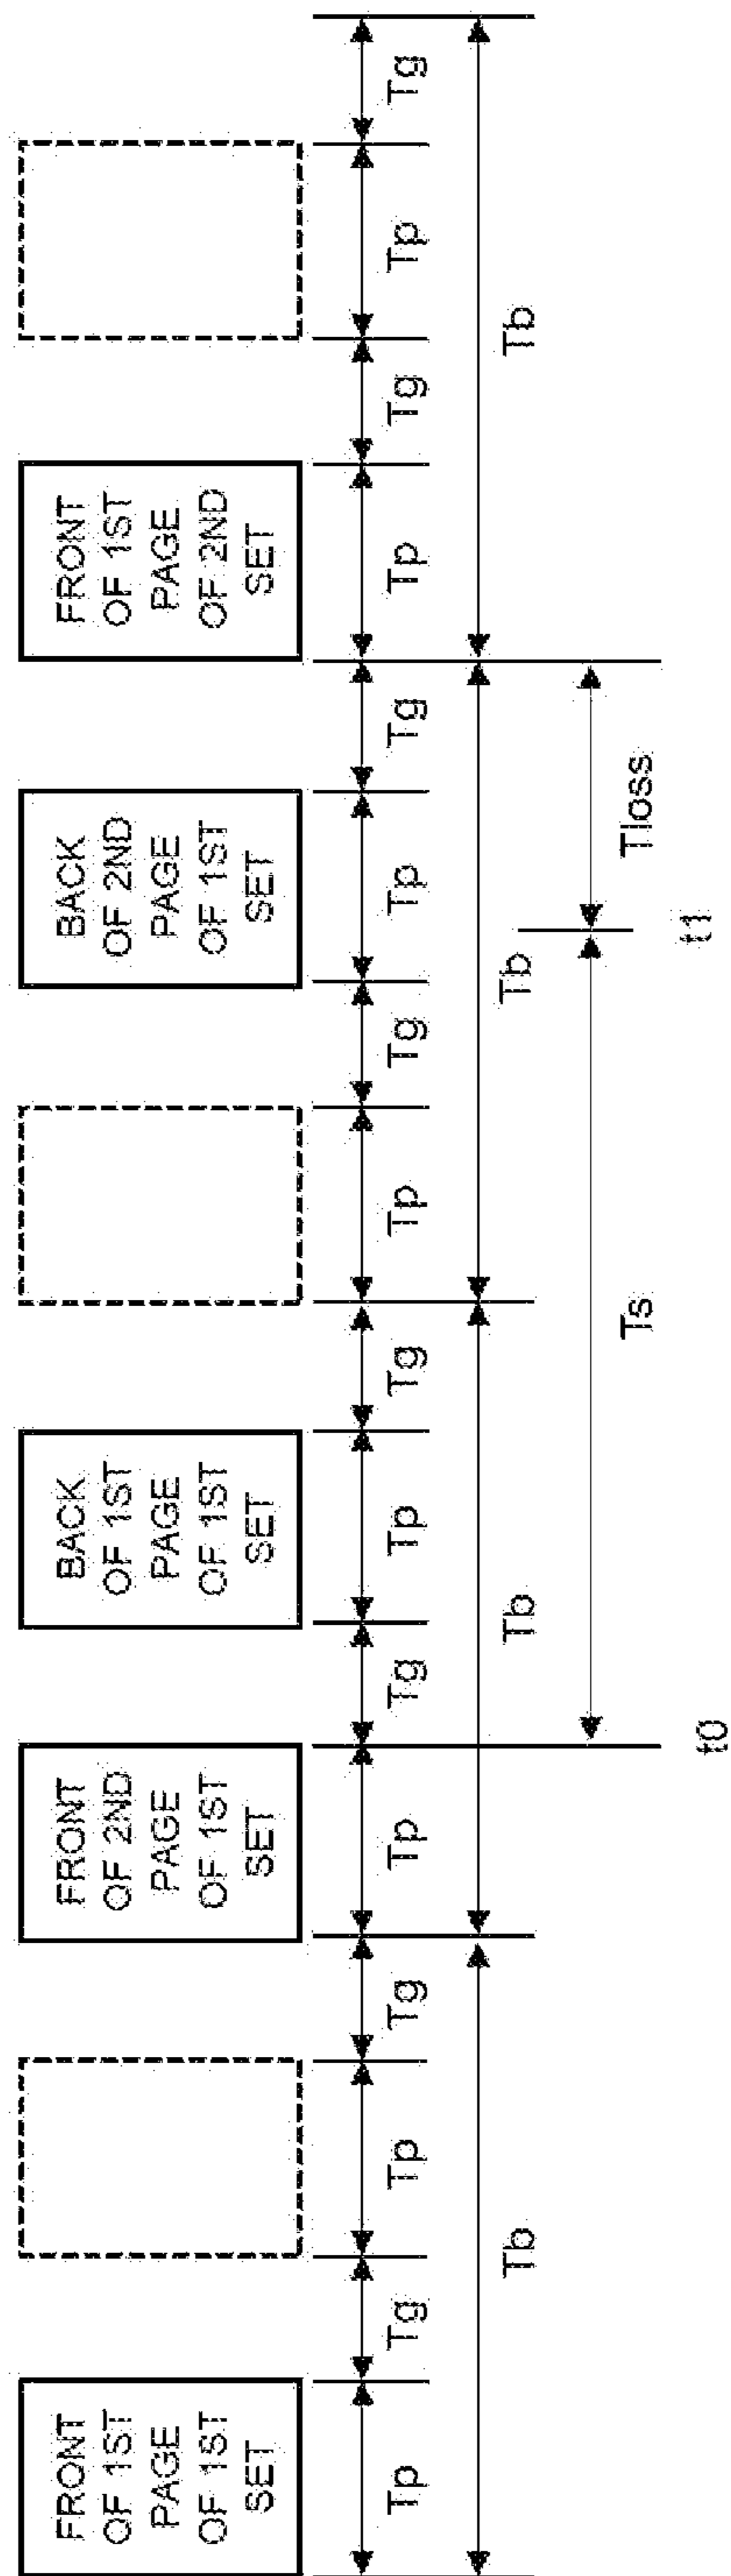 FRONT
OF 1ST
PAGE
OF 1ST
SET
FRONT
OF 2ND
PAGE
OF 1ST
SET
BACK
OF 1ST
PAGE
OF 1ST
SET
BACK
OF 2ND
PAGE
OF 1ST
SET
FRONT
OF 1ST
PAGE
OF 2ND
SET
Tp Tg Tp Tg Tp Tg Tp Tg Tp Tg Tp Tg Tp Tg Tp Tg
Tb Tb Tb Tb
Ts Tloss
t0 t1